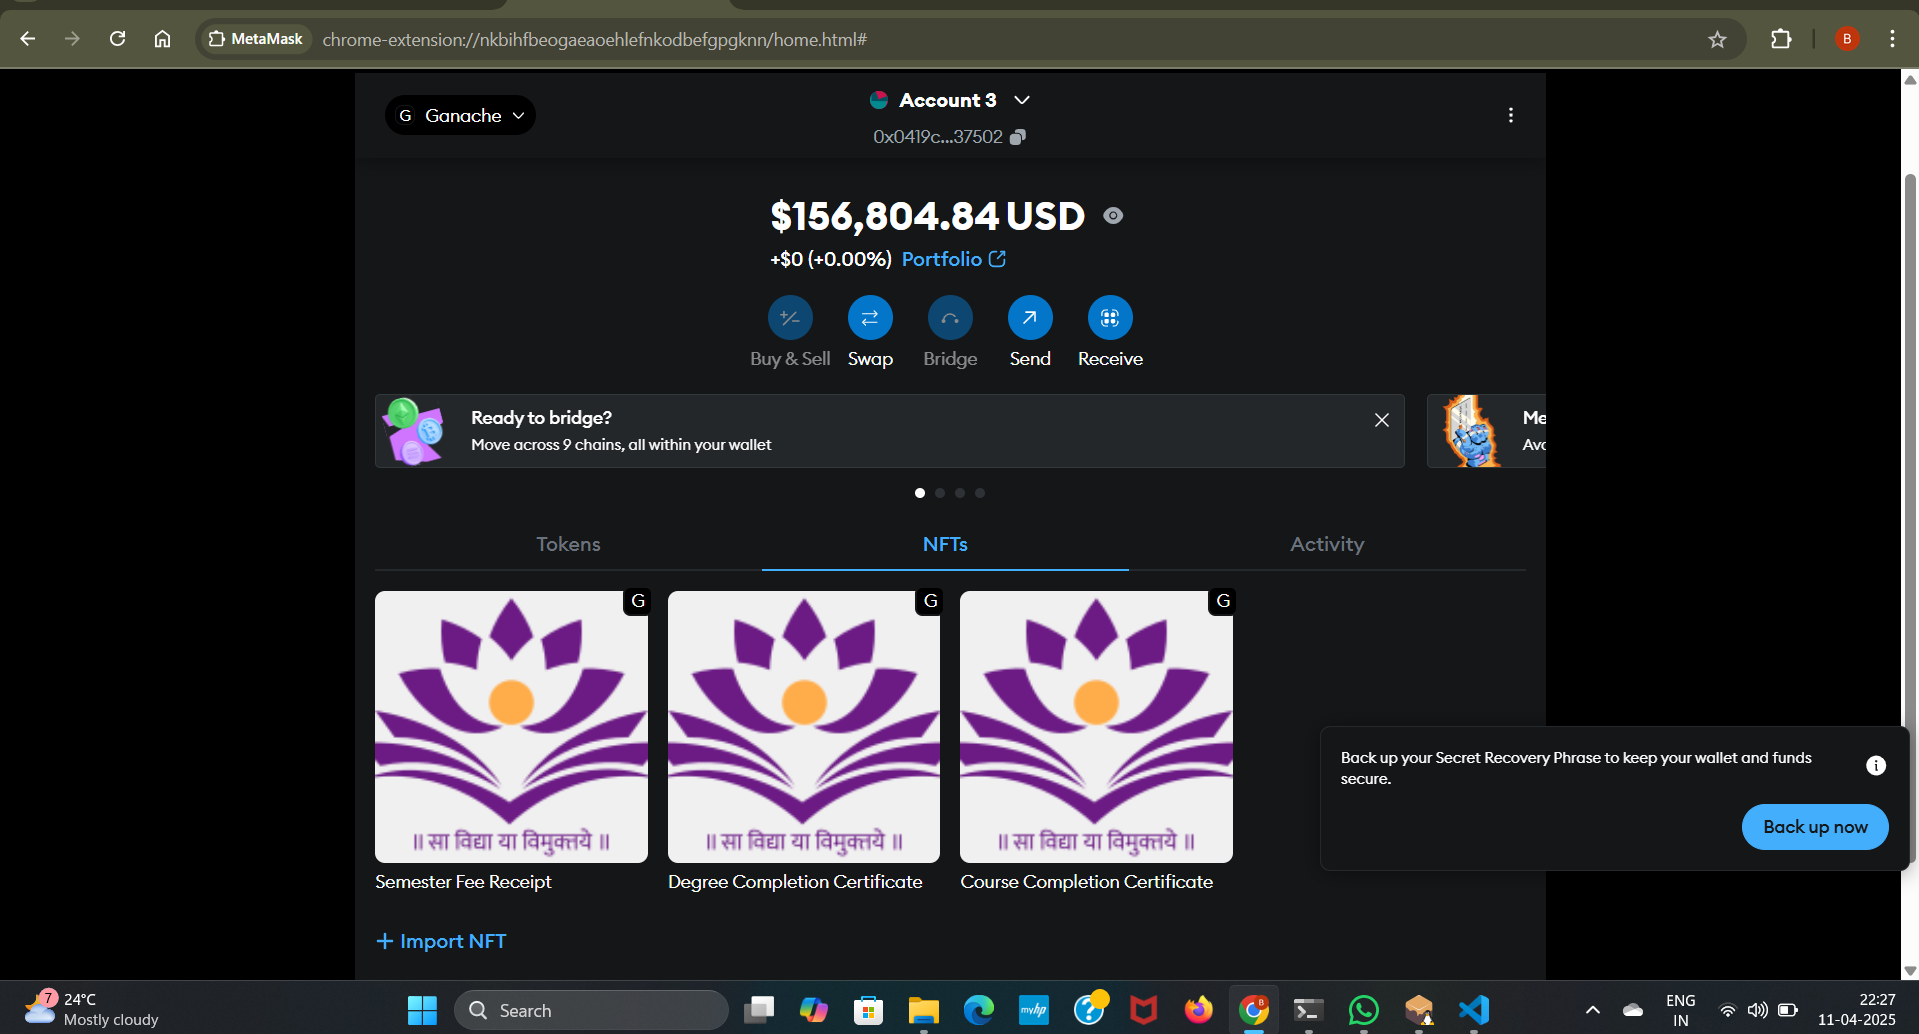 MetaMask
chrome-extension://nkbihfbeogaeaoehlefnkodbefgpgknn/home.html#
B
G Ganache
Account 3
0x0419c...37502
$156,804.84 USD
+$0 (+0.00%) Portfolio
Buy & Sell
Swap
Bridge
Send
Receive
Ready to bridge?
Move across 9 chains, all within your wallet
Me
Avo
Tokens
NFTs
Activity
G
G
G
॥ सा विद्या या विमुक्तये ॥
॥ सा विद्या या विमुक्तये ॥
॥ सा विद्या या विमुक्तये ॥
Semester Fee Receipt
Degree Completion Certificate
Course Completion Certificate
+ Import NFT
Back up your Secret Recovery Phrase to keep your wallet and funds
secure.
Back up now
7
24°C
Mostly cloudy
Search
myhp
ENG
IN
22:27
11-04-2025